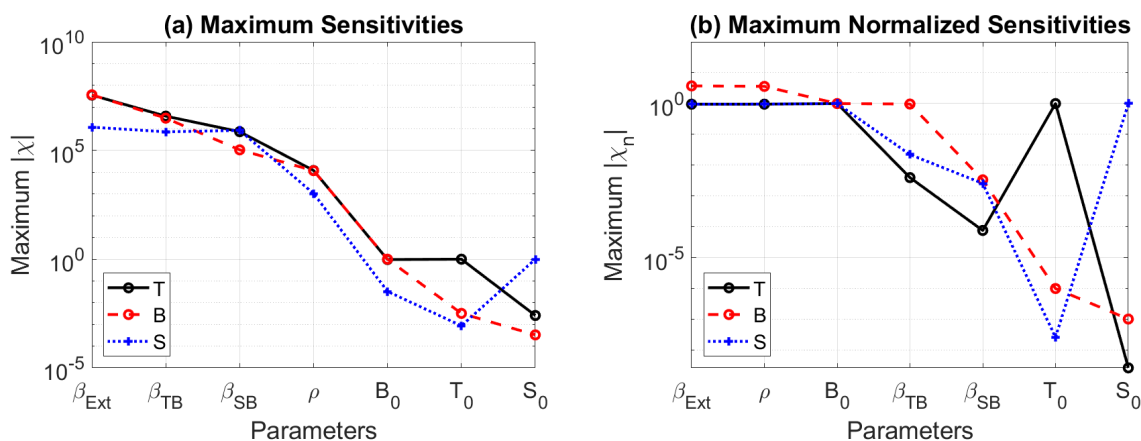 (a) Maximum Sensitivities
Maximum |χ|
10^10
10^5
10^0
10^-5
T
B
S
β_Ext β_TB β_SB ρ B_0 T_0 S_0
Parameters
(b) Maximum Normalized Sensitivities
Maximum |χ_n|
10^0
10^-5
T
B
S
β_Ext ρ B_0 β_TB β_SB T_0 S_0
Parameters